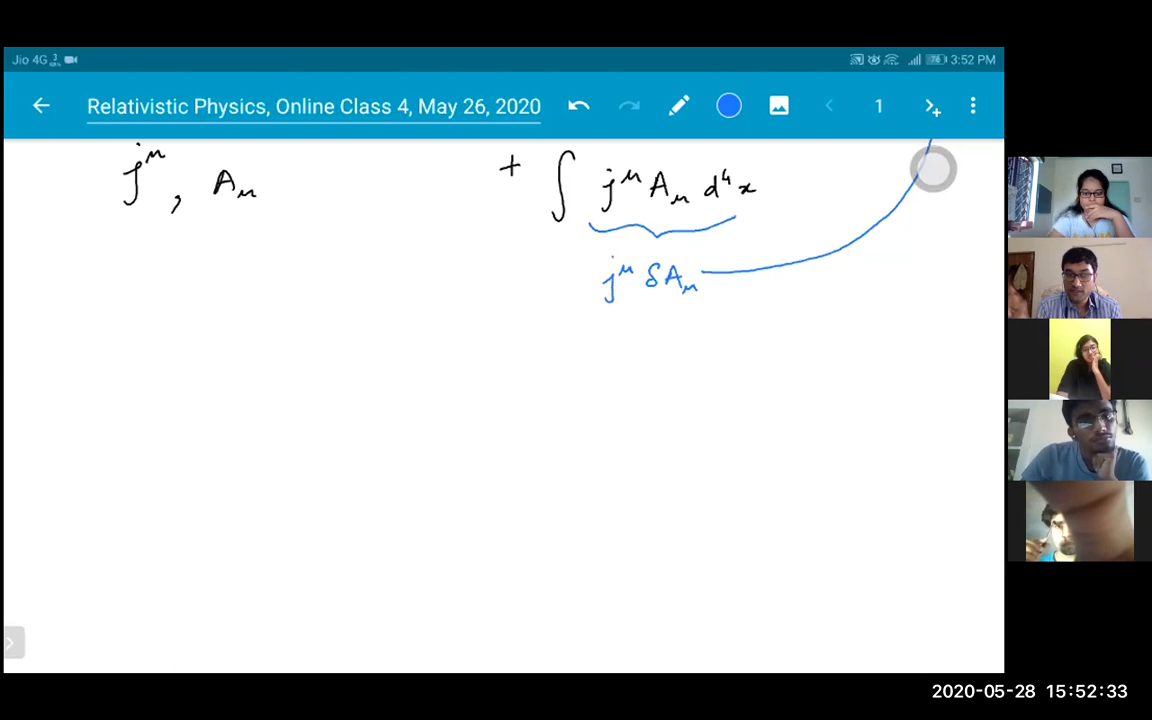 Jio 4G 3:52 PM
Relativistic Physics, Online Class 4, May 26, 2020 1
j^μ , A_μ + ∫ j^μ A_μ d⁴x
j^μ δA_μ
2020-05-28 15:52:33